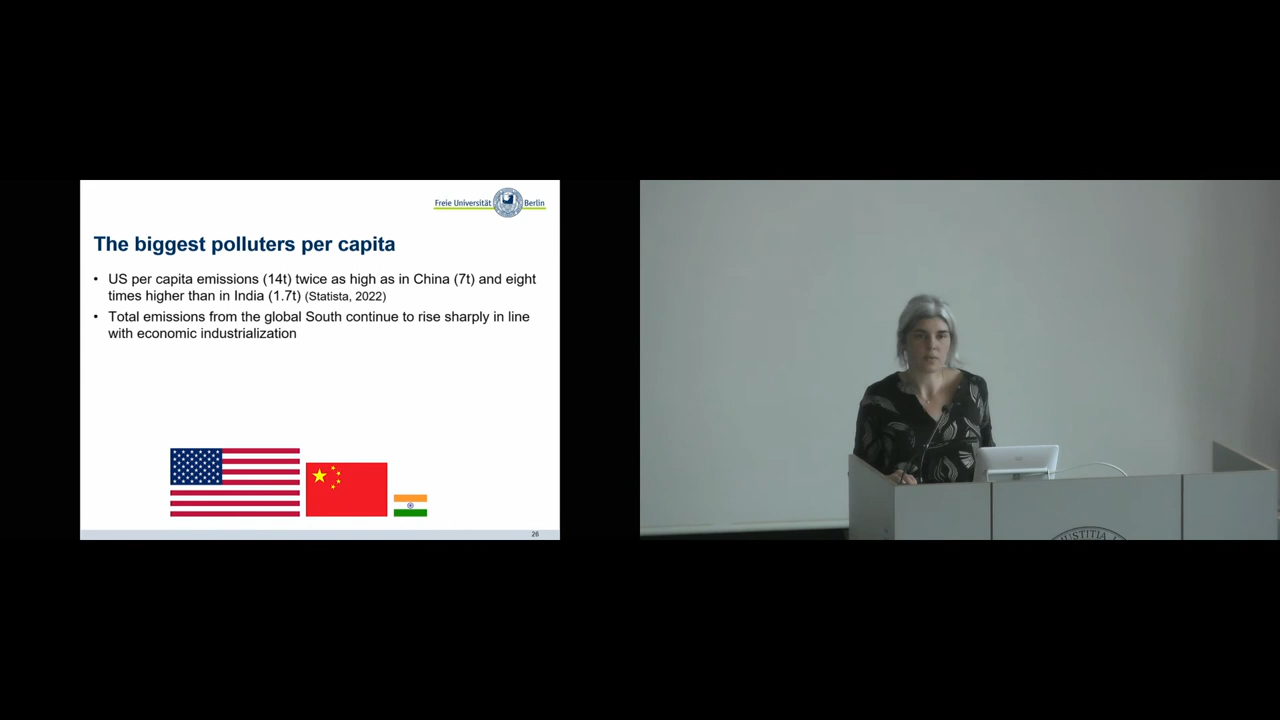 Freie Universität Berlin
The biggest polluters per capita
• US per capita emissions (14t) twice as high as in China (7t) and eight
times higher than in India (1.7t) (Statista, 2022)
• Total emissions from the global South continue to rise sharply in line
with economic industrialization
26